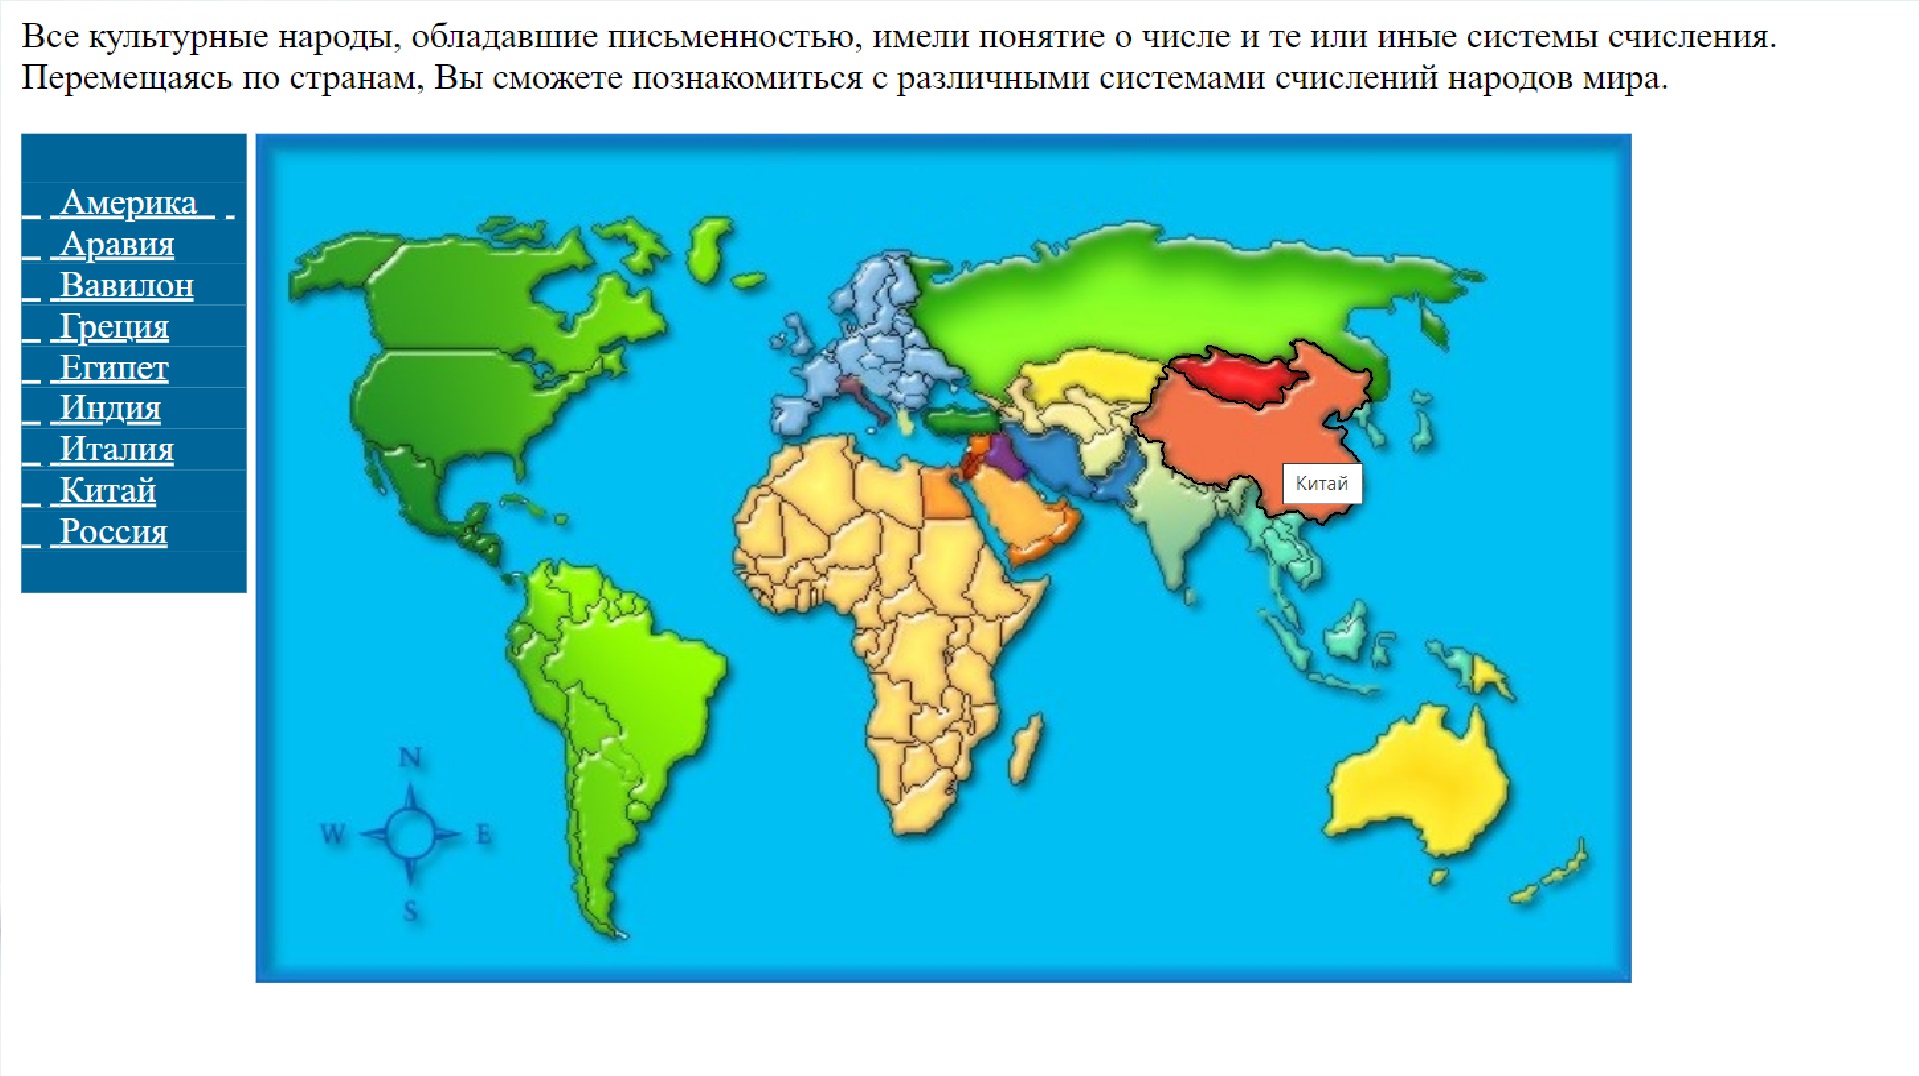 Все культурные народы, обладавшие письменностью, имели понятие о числе и те или иные системы счисления.
Перемещаясь по странам, Вы сможете познакомиться с различными системами счислений народов мира.
Америка
Аравия
Вавилон
Греция
Египет
Индия
Италия
Китай
Россия
Китай
N
W E
S